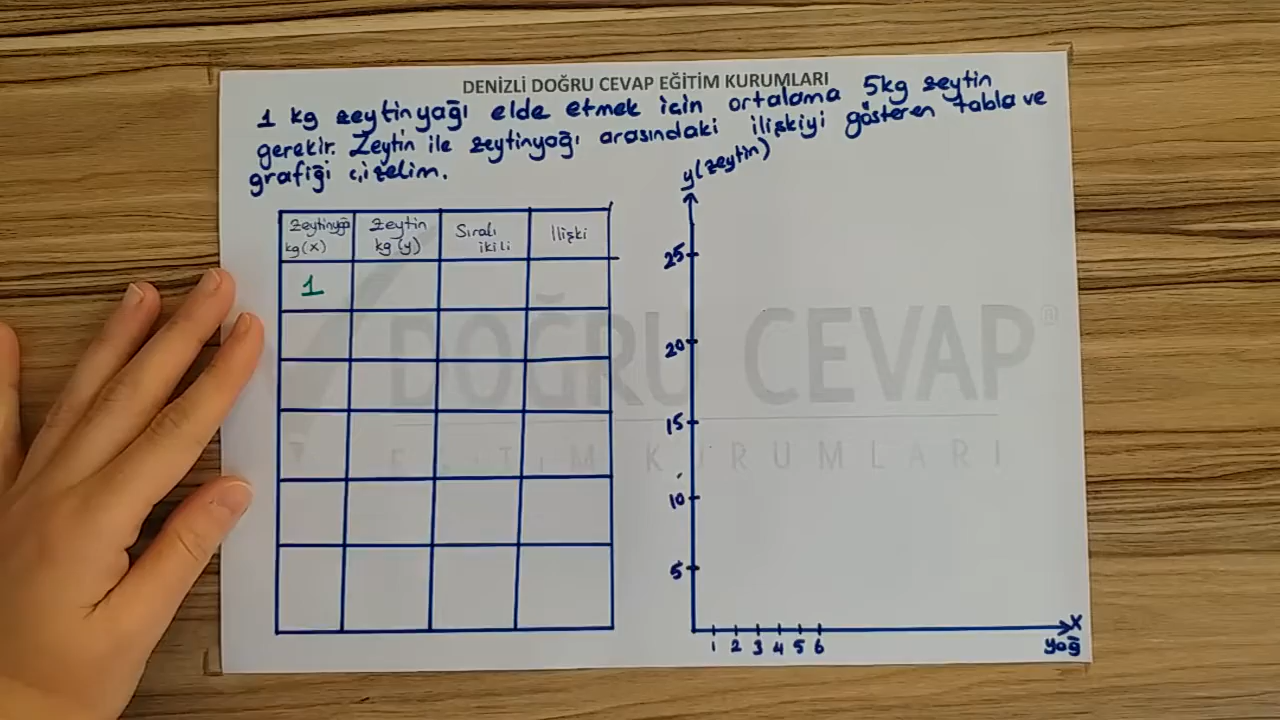 DENİZLİ DOĞRU CEVAP EĞİTİM KURUMLARI
1 kg zeytinyağı elde etmek için ortalama 5kg zeytin
gerekir. Zeytin ile zeytinyağı arasındaki ilişkiyi gösteren tabla ve
grafiği çizelim.
Zeytinyağı kg(x)
Zeytin kg(y)
Sıralı ikili
İlişki
1
DOĞRU CEVAP®
EĞİTİM KURUMLARI
y(zeytin)
25
20
15
10
5
1 2 3 4 5 6
x
yağ